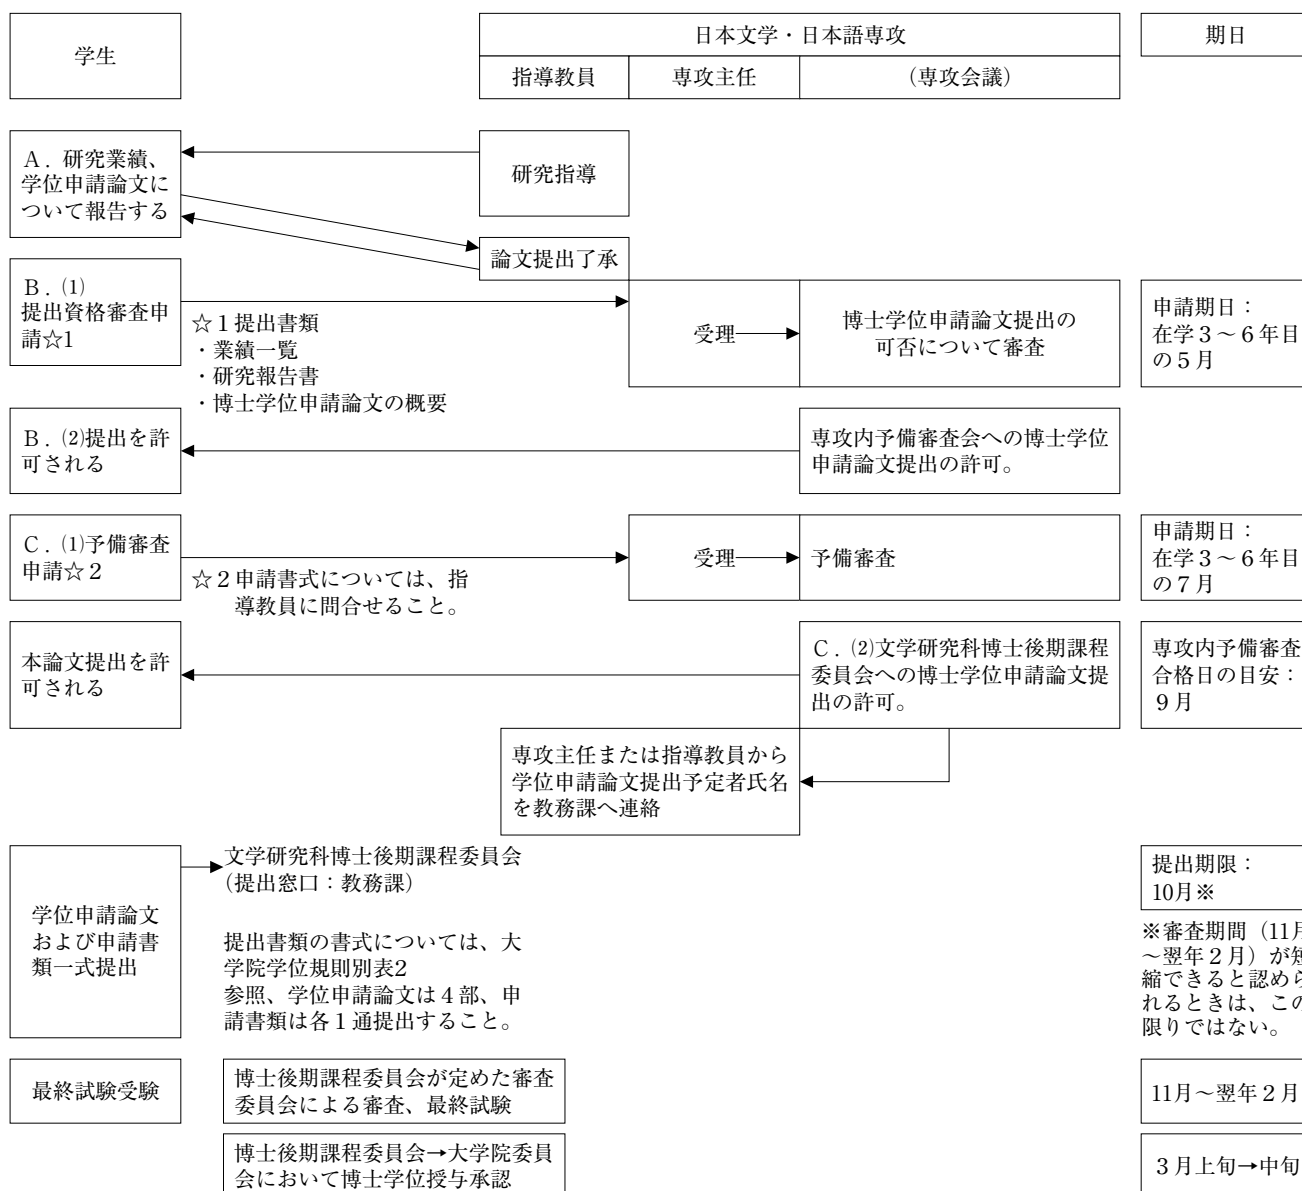 学生
日本文学・日本語専攻
期日
指導教員
専攻主任
(専攻会議)
A．研究業績、
学位申請論文に
ついて報告する
研究指導
論文提出了承
B．⑴
提出資格審査申
請☆1
☆１提出書類
・業績一覧
・研究報告書
・博士学位申請論文の概要
受理
博士学位申請論文提出の
可否について審査
申請期日：
在学３～６年目
の５月
B．⑵提出を許
可される
専攻内予備審査会への博士学位
申請論文提出の許可。
C．⑴予備審査
申請☆２
☆２申請書式については、指
導教員に問合せること。
受理
予備審査
申請期日：
在学３～６年目
の７月
本論文提出を許
可される
C．⑵文学研究科博士後期課程
委員会への博士学位申請論文提
出の許可。
専攻内予備審査
合格日の目安：
９月
専攻主任または指導教員から
学位申請論文提出予定者氏名
を教務課へ連絡
学位申請論文
および申請書
類一式提出
文学研究科博士後期課程委員会
(提出窓口：教務課)
提出書類の書式については、大
学院学位規則別表2
参照、学位申請論文は４部、申
請書類は各１通提出すること。
提出期限：
10月※
※審査期間（11月
～翌年２月）が短
縮できると認めら
れるときは、この
限りではない。
最終試験受験
博士後期課程委員会が定めた審査
委員会による審査、最終試験
11月～翌年２月
博士後期課程委員会→大学院委員
会において博士学位授与承認
３月上旬→中旬